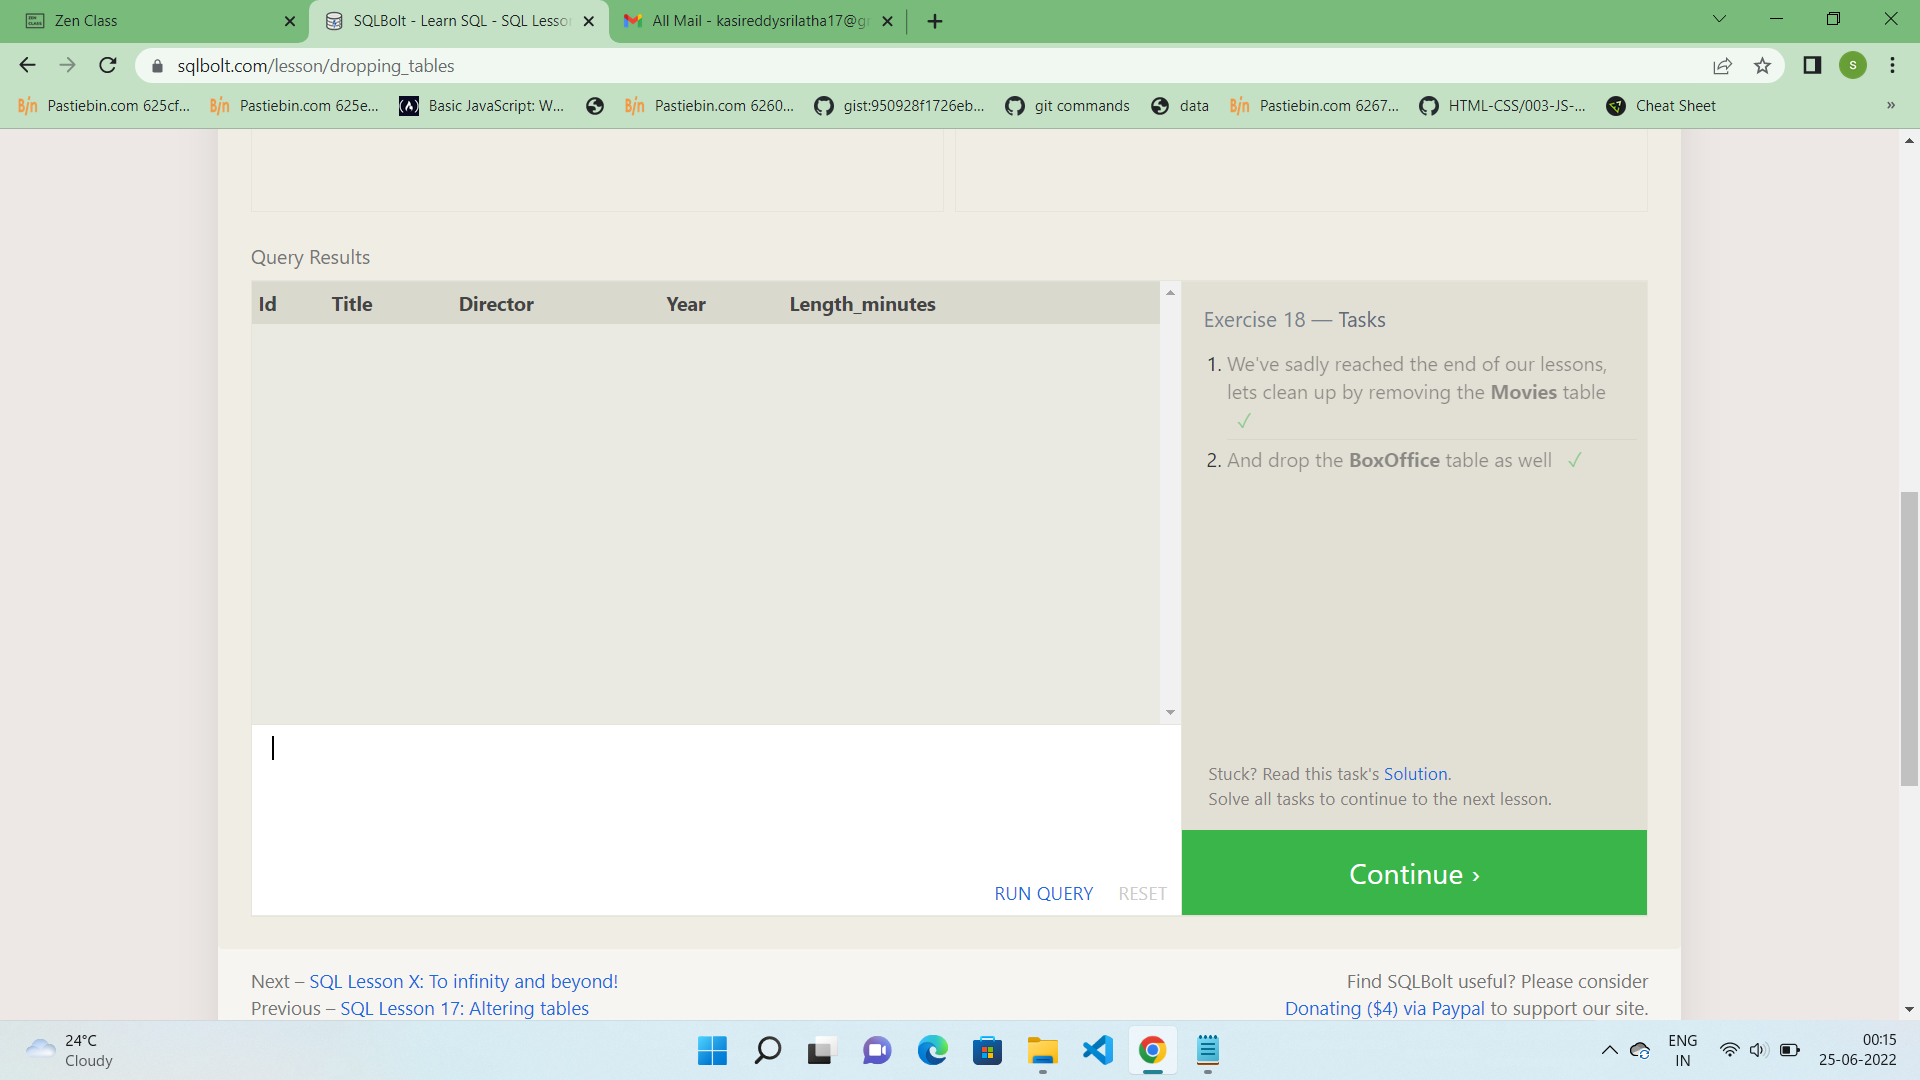 Zen Class
SQLBolt - Learn SQL - SQL Lesson
All Mail - kasireddysrilatha17@g
sqlbolt.com/lesson/dropping_tables
S
Pastiebin.com 625cf...
Pastiebin.com 625e...
Basic JavaScript: W...
Pastiebin.com 6260...
gist:950928f1726eb...
git commands
data
Pastiebin.com 6267...
HTML-CSS/003-JS-...
Cheat Sheet
»
Query Results
Id Title Director Year Length_minutes
Exercise 18 — Tasks
1. We've sadly reached the end of our lessons,
lets clean up by removing the Movies table
✓
2. And drop the BoxOffice table as well ✓
Stuck? Read this task's Solution.
Solve all tasks to continue to the next lesson.
RUN QUERY RESET
Continue ›
Next – SQL Lesson X: To infinity and beyond!
Previous – SQL Lesson 17: Altering tables
Find SQLBolt useful? Please consider
Donating ($4) via Paypal to support our site.
24°C
Cloudy
ENG
IN
00:15
25-06-2022